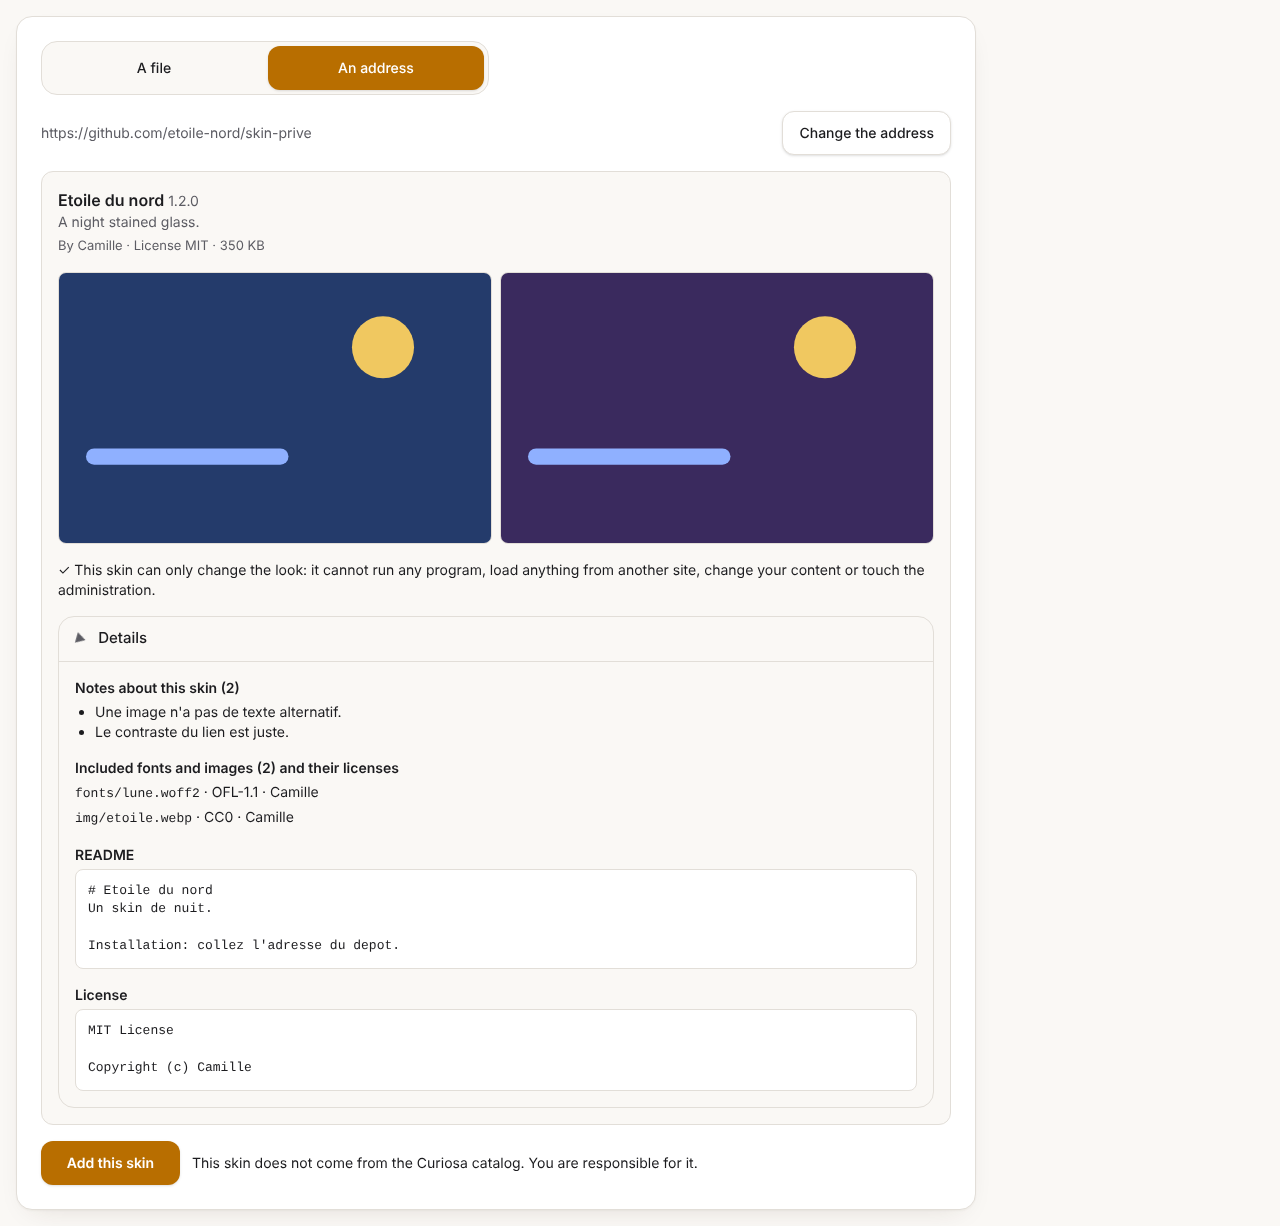 A file
An address
https://github.com/etoile-nord/skin-prive
Change the address
Etoile du nord 1.2.0
A night stained glass.
By Camille · License MIT · 350 KB
✓ This skin can only change the look: it cannot run any program, load anything from another site, change your content or touch the
administration.
Details
Notes about this skin (2)
• Une image n'a pas de texte alternatif.
• Le contraste du lien est juste.
Included fonts and images (2) and their licenses
fonts/lune.woff2 · OFL-1.1 · Camille
img/etoile.webp · CC0 · Camille
README
# Etoile du nord
Un skin de nuit.
Installation: collez l'adresse du depot.
License
MIT License
Copyright (c) Camille
Add this skin
This skin does not come from the Curiosa catalog. You are responsible for it.